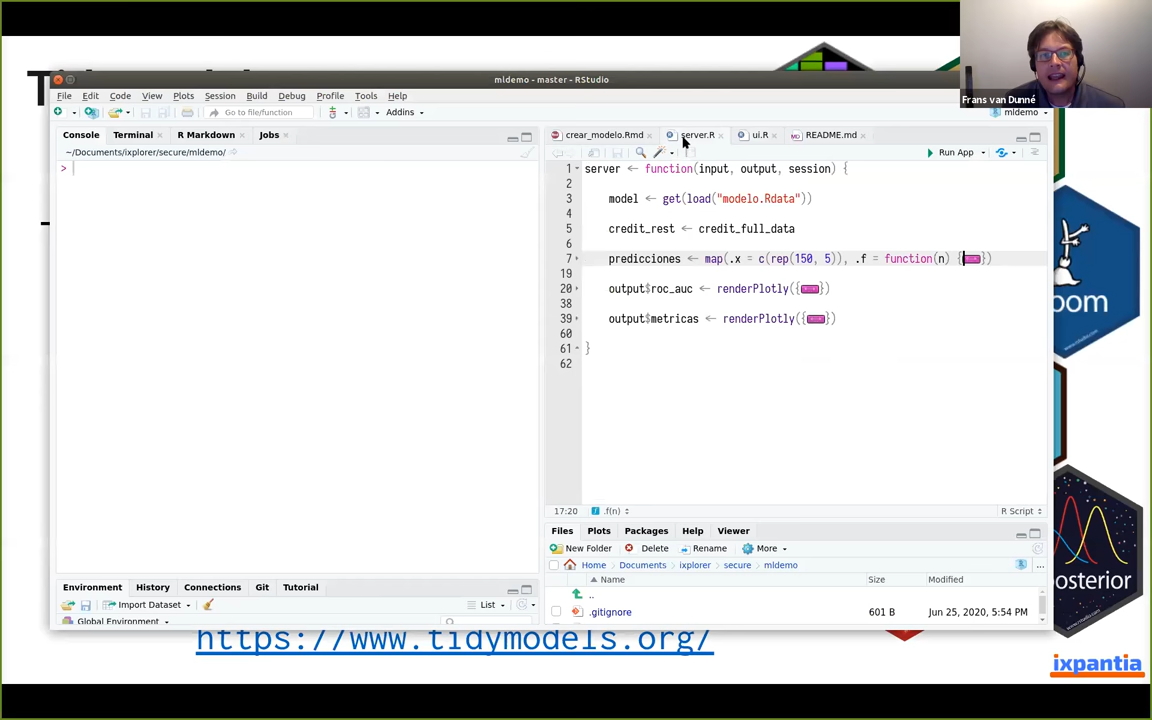 Frans van Dunné
mldemo - master - RStudio
File Edit Code View Plots Session Build Debug Profile Tools Help
Go to file/function
Addins
mldemo
Console Terminal × R Markdown × Jobs ×
~/Documents/ixplorer/secure/mldemo/
>
crear_modelo.Rmd × server.R × ui.R × README.md ×
Run App
1 server ← function(input, output, session) {
2
3 model ← get(load("modelo.Rdata"))
4
5 credit_rest ← credit_full_data
6
7 predicciones ← map(.x = c(rep(150, 5)), .f = function(n) {})
19
20 output$roc_auc ← renderPlotly({})
38
39 output$metricas ← renderPlotly({})
60
61 }
62
17:20 .f(n) R Script
Files Plots Packages Help Viewer
New Folder Delete Rename More
Home Documents ixplorer secure mldemo ...
Name Size Modified
..
.gitignore 601 B Jun 25, 2020, 5:54 PM
Environment History Connections Git Tutorial
Import Dataset List
Global Environment
https://www.tidymodels.org/
oom
posterior
ixpantia